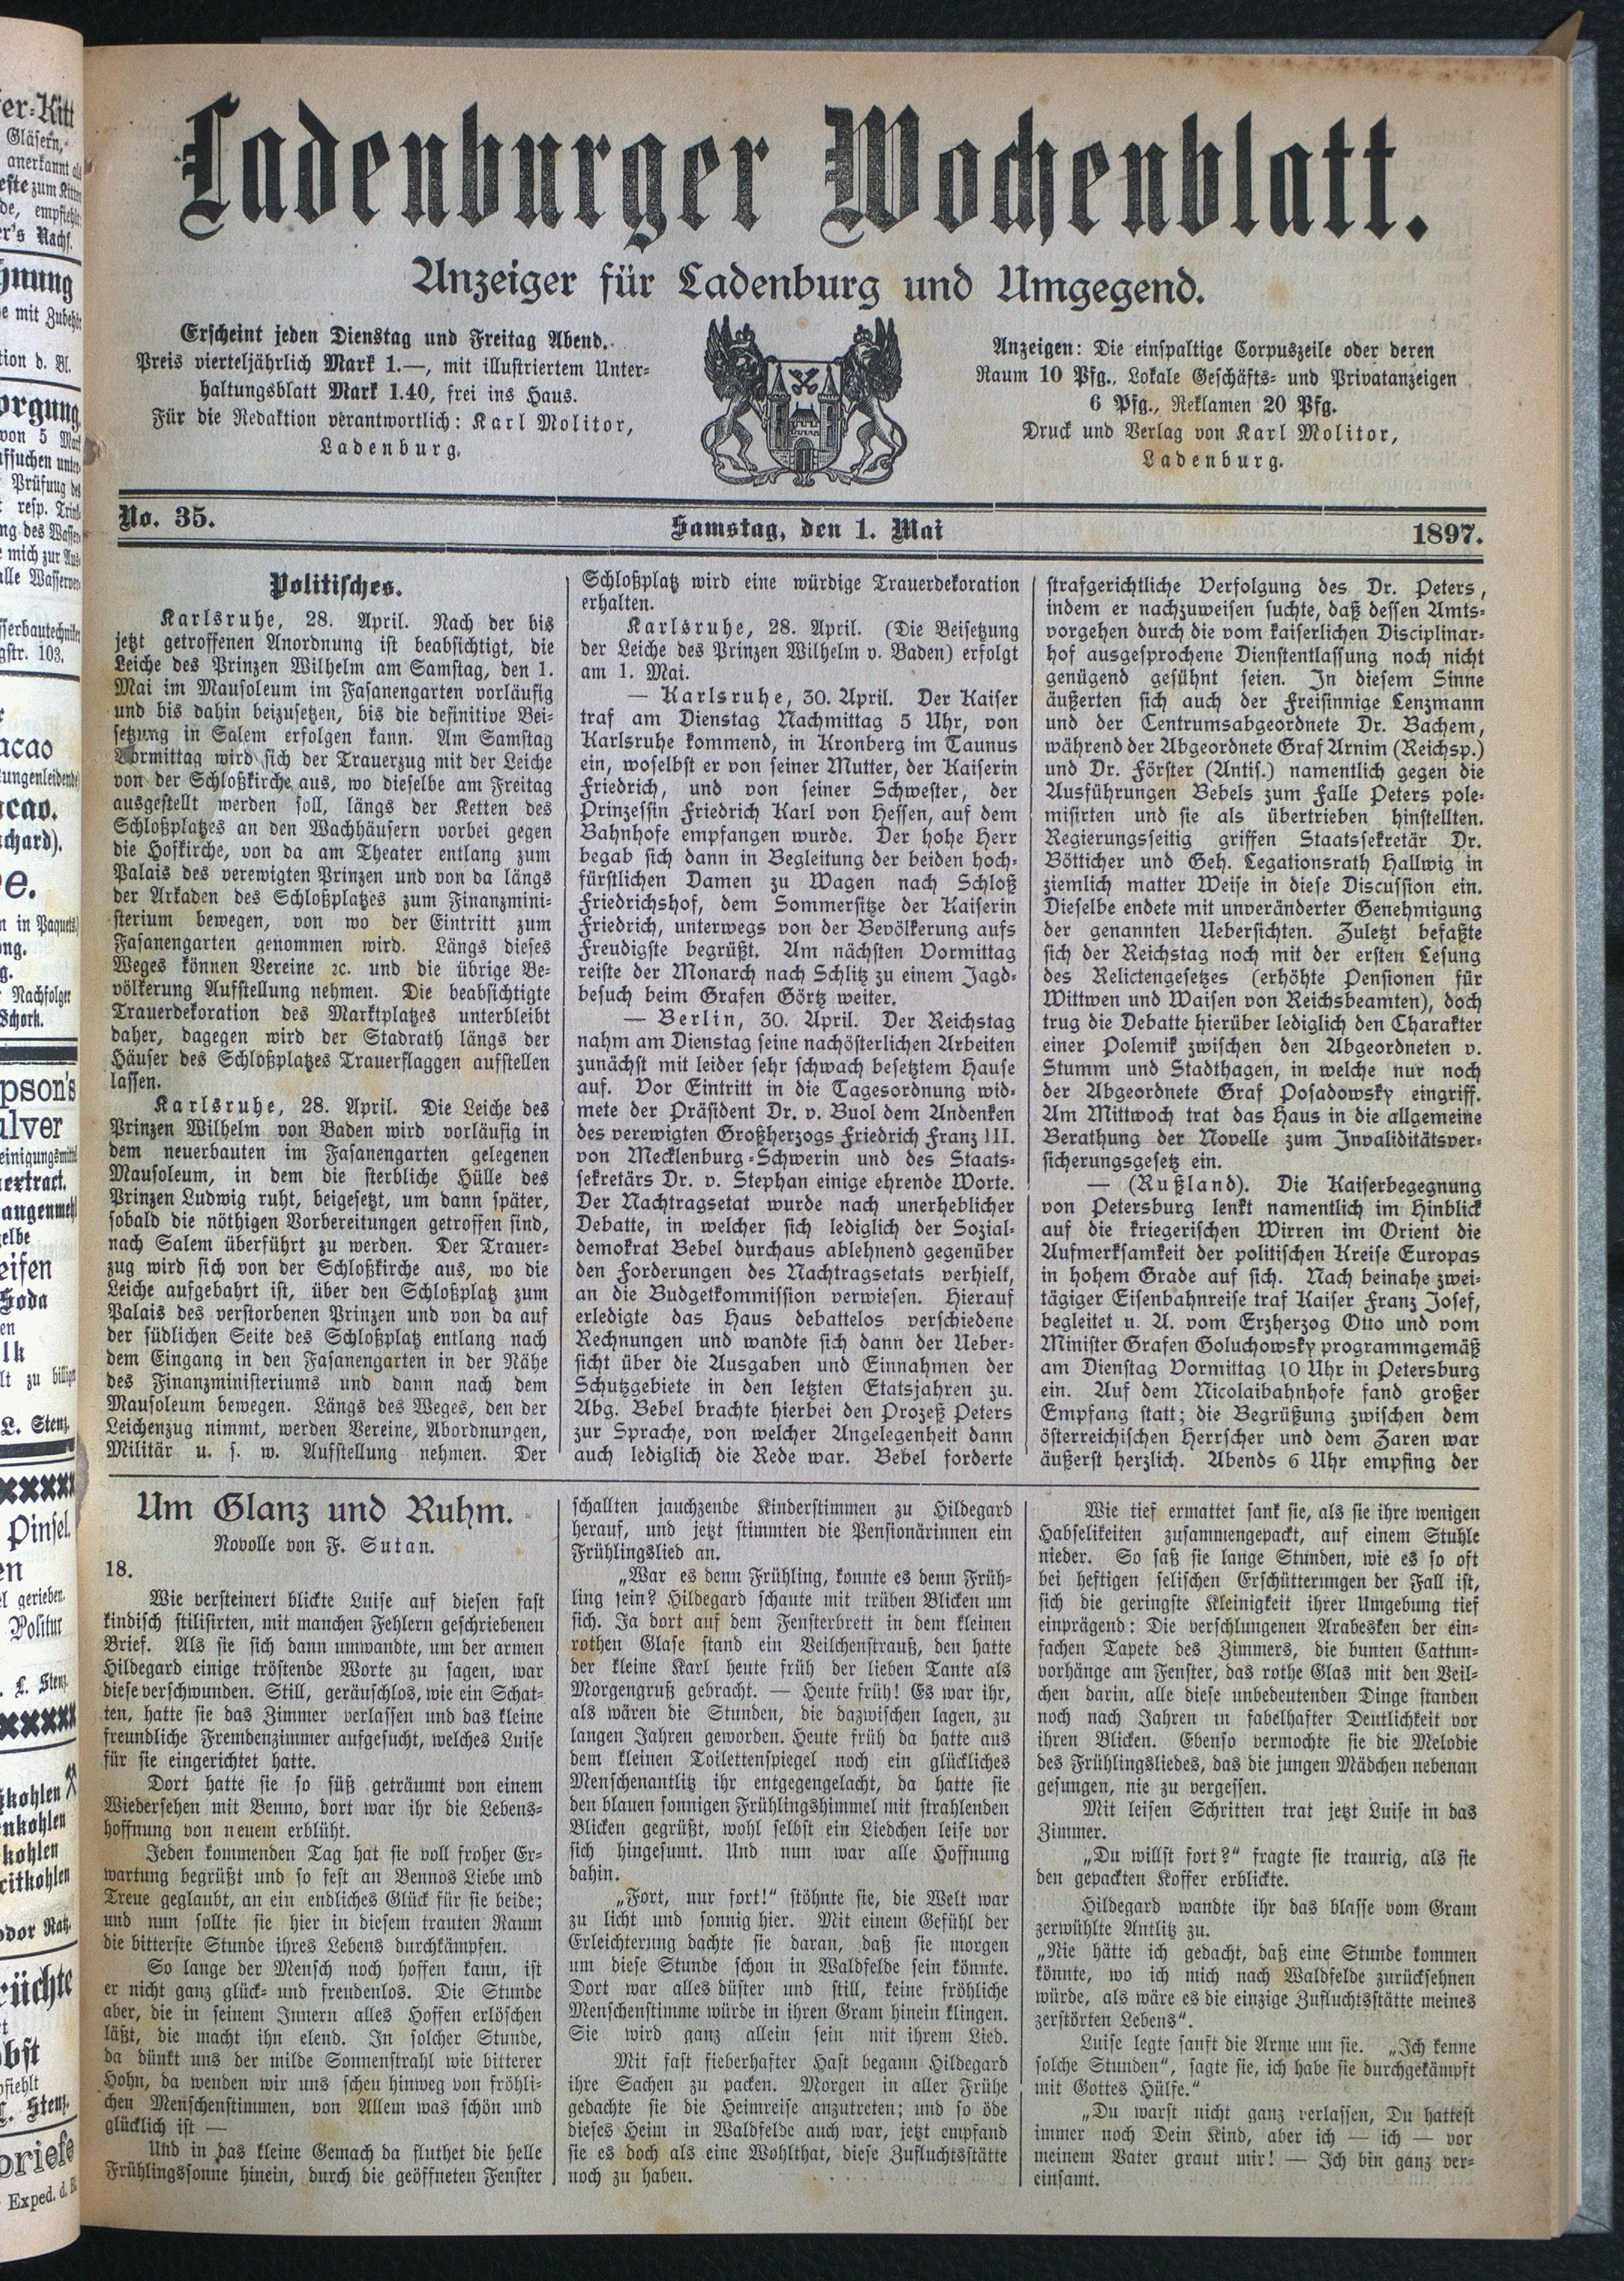 Ladenburger Wochenblatt.
Anzeiger für Ladenburg und Umgegend.
Erscheint jeden Dienstag und Freitag Abend.
Preis vierteljährlich Mark 1.—, mit illustriertem Unter-
haltungsblatt Mark 1.40, frei ins Haus.
Für die Redaktion verantwortlich: Karl Molitor,
Ladenburg.
Anzeigen: Die einspaltige Corpuszeile oder deren
Raum 10 Pfg., Lokale Geschäfts- und Privatanzeigen
6 Pfg., Reklamen 20 Pfg.
Druck und Verlag von Karl Molitor,
Ladenburg.
No. 35.
Samstag, den 1. Mai
1897.
Politisches.
Karlsruhe, 28. April. Nach der bis
jetzt getroffenen Anordnung ist beabsichtigt, die
Leiche des Prinzen Wilhelm am Samstag, den 1.
Mai im Mausoleum im Fasanengarten vorläufig
und bis dahin beizusetzen, bis die definitive Bei-
setzung in Salem erfolgen kann. Am Samstag
Vormittag wird sich der Trauerzug mit der Leiche
von der Schloßkirche aus, wo dieselbe am Freitag
ausgestellt werden soll, längs der Ketten des
Schloßplatzes an den Wachhäusern vorbei gegen
die Hofkirche, von da am Theater entlang zum
Palais des verewigten Prinzen und von da längs
der Arkaden des Schloßplatzes zum Finanzmini-
sterium bewegen, von wo der Eintritt zum
Fasanengarten genommen wird. Längs dieses
Weges können Vereine ꝛc. und die übrige Be-
völkerung Aufstellung nehmen. Die beabsichtigte
Trauerdekoration des Marktplatzes unterbleibt
daher, dagegen wird der Stadrath längs der
Häuser des Schloßplatzes Trauerflaggen aufstellen
lassen.
Karlsruhe, 28. April. Die Leiche des
Prinzen Wilhelm von Baden wird vorläufig in
dem neuerbauten im Fasanengarten gelegenen
Mausoleum, in dem die sterbliche Hülle des
Prinzen Ludwig ruht, beigesetzt, um dann später,
sobald die nöthigen Vorbereitungen getroffen sind,
nach Salem überführt zu werden. Der Trauer-
zug wird sich von der Schloßkirche aus, wo die
Leiche aufgebahrt ist, über den Schloßplatz zum
Palais des verstorbenen Prinzen und von da auf
der südlichen Seite des Schloßplatz entlang nach
dem Eingang in den Fasanengarten in der Nähe
des Finanzministeriums und dann nach dem
Mausoleum bewegen. Längs des Weges, den der
Leichenzug nimmt, werden Vereine, Abordnungen,
Militär u. s. w. Aufstellung nehmen. Der
Schloßplatz wird eine würdige Trauerdekoration
erhalten.
Karlsruhe, 28. April. (Die Beisetzung
der Leiche des Prinzen Wilhelm v. Baden) erfolgt
am 1. Mai.
— Karlsruhe, 30. April. Der Kaiser
traf am Dienstag Nachmittag 5 Uhr, von
Karlsruhe kommend, in Kronberg im Taunus
ein, woselbst er von seiner Mutter, der Kaiserin
Friedrich, und von seiner Schwester, der
Prinzessin Friedrich Karl von Hessen, auf dem
Bahnhofe empfangen wurde. Der hohe Herr
begab sich dann in Begleitung der beiden hoch-
fürstlichen Damen zu Wagen nach Schloß
Friedrichshof, dem Sommersitze der Kaiserin
Friedrich, unterwegs von der Bevölkerung aufs
Freudigste begrüßt. Am nächsten Vormittag
reiste der Monarch nach Schlitz zu einem Jagd-
besuch beim Grafen Görtz weiter.
— Berlin, 30. April. Der Reichstag
nahm am Dienstag seine nachösterlichen Arbeiten
zunächst mit leider sehr schwach besetztem Hause
auf. Vor Eintritt in die Tagesordnung wid-
mete der Präsident Dr. v. Buol dem Andenken
des verewigten Großherzogs Friedrich Franz III.
von Mecklenburg-Schwerin und des Staats-
sekretärs Dr. v. Stephan einige ehrende Worte.
Der Nachtragsetat wurde nach unerheblicher
Debatte, in welcher sich lediglich der Sozial-
demokrat Bebel durchaus ablehnend gegenüber
den Forderungen des Nachtragsetats verhielt,
an die Budgetkommission verwiesen. Hierauf
erledigte das Haus debattelos verschiedene
Rechnungen und wandte sich dann der Ueber-
sicht über die Ausgaben und Einnahmen der
Schutzgebiete in den letzten Etatsjahren zu.
Abg. Bebel brachte hierbei den Prozeß Peters
zur Sprache, von welcher Angelegenheit dann
auch lediglich die Rede war. Bebel forderte
strafgerichtliche Verfolgung des Dr. Peters,
indem er nachzuweisen suchte, daß dessen Amts-
vorgehen durch die vom kaiserlichen Disciplinar-
hof ausgesprochene Dienstentlassung noch nicht
genügend gesühnt seien. In diesem Sinne
äußerten sich auch der Freisinnige Lenzmann
und der Centrumsabgeordnete Dr. Bachem,
während der Abgeordnete Graf Arnim (Reichsp.)
und Dr. Förster (Antis.) namentlich gegen die
Ausführungen Bebels zum Falle Peters pole-
misirten und sie als übertrieben hinstellten.
Regierungsseitig griffen Staatssekretär Dr.
Bötticher und Geh. Legationsrath Hallwig in
ziemlich matter Weise in diese Discussion ein.
Dieselbe endete mit unveränderter Genehmigung
der genannten Uebersichten. Zuletzt befaßte
sich der Reichstag noch mit der ersten Lesung
des Relictengesetzes (erhöhte Pensionen für
Wittwen und Waisen von Reichsbeamten), doch
trug die Debatte hierüber lediglich den Charakter
einer Polemik zwischen den Abgeordneten v.
Stumm und Stadthagen, in welche nur noch
der Abgeordnete Graf Posadowsky eingriff.
Am Mittwoch trat das Haus in die allgemeine
Berathung der Novelle zum Invaliditätsver-
sicherungsgesetz ein.
— (Rußland). Die Kaiserbegegnung
von Petersburg lenkt namentlich im Hinblick
auf die kriegerischen Wirren im Orient die
Aufmerksamkeit der politischen Kreise Europas
in hohem Grade auf sich. Nach beinahe zwei-
tägiger Eisenbahnreise traf Kaiser Franz Josef,
begleitet u. A. vom Erzherzog Otto und vom
Minister Grafen Goluchowsky programmgemäß
am Dienstag Vormittag 10 Uhr in Petersburg
ein. Auf dem Nicolaibahnhofe fand großer
Empfang statt; die Begrüßung zwischen dem
österreichischen Herrscher und dem Zaren war
äußerst herzlich. Abends 6 Uhr empfing der
Um Glanz und Ruhm.
Novolle von F. Sutan.
18.
Wie versteinert blickte Luise auf diesen fast
kindisch stilisirten, mit manchen Fehlern geschriebenen
Brief. Als sie sich dann umwandte, um der armen
Hildegard einige tröstende Worte zu sagen, war
diese verschwunden. Still, geräuschlos, wie ein Schat-
ten, hatte sie das Zimmer verlassen und das kleine
freundliche Fremdenzimmer aufgesucht, welches Luise
für sie eingerichtet hatte.
Dort hatte sie so süß geträumt von einem
Wiedersehen mit Benno, dort war ihr die Lebens-
hoffnung von neuem erblüht.
Jeden kommenden Tag hat sie voll froher Er-
wartung begrüßt und so fest an Bennos Liebe und
Treue geglaubt, an ein endliches Glück für sie beide;
und nun sollte sie hier in diesem trauten Raum
die bitterste Stunde ihres Lebens durchkämpfen.
So lange der Mensch noch hoffen kann, ist
er nicht ganz glück- und freudenlos. Die Stunde
aber, die in seinem Innern alles Hoffen erlöschen
läßt, die macht ihn elend. In solcher Stunde,
da dünkt uns der milde Sonnenstrahl wie bitterer
Hohn, da wenden wir uns scheu hinweg von fröhli-
chen Menschenstimmen, von Allem was schön und
glücklich ist —
Und in das kleine Gemach da fluthet die helle
Frühlingssonne hinein, durch die geöffneten Fenster
schallten jauchzende Kinderstimmen zu Hildegard
herauf, und jetzt stimmten die Pensionärinnen ein
Frühlingslied an.
„War es denn Frühling, konnte es denn Früh-
ling sein? Hildegard schaute mit trüben Blicken um
sich. Ja dort auf dem Fensterbrett in dem kleinen
rothen Glase stand ein Veilchenstrauß, den hatte
der kleine Karl heute früh der lieben Tante als
Morgengruß gebracht. — Heute früh! Es war ihr,
als wären die Stunden, die dazwischen lagen, zu
langen Jahren geworden. Heute früh da hatte aus
dem kleinen Toilettenspiegel noch ein glückliches
Menschenantlitz ihr entgegengelacht, da hatte sie
den blauen sonnigen Frühlingshimmel mit strahlenden
Blicken gegrüßt, wohl selbst ein Liedchen leise vor
sich hingesumt. Und nun war alle Hoffnung
dahin.
„Fort, nur fort!“ stöhnte sie, die Welt war
zu licht und sonnig hier. Mit einem Gefühl der
Erleichterung dachte sie daran, daß sie morgen
um diese Stunde schon in Waldfelde sein könnte.
Dort war alles düster und still, keine fröhliche
Menschenstimme würde in ihren Gram hinein klingen.
Sie wird ganz allein sein mit ihrem Lied.
Mit fast fieberhafter Hast begann Hildegard
ihre Sachen zu packen. Morgen in aller Frühe
gedachte sie die Heimreise anzutreten; und so öde
dieses Heim in Waldfelde auch war, jetzt empfand
sie es doch als eine Wohlthat, diese Zufluchtsstätte
noch zu haben.
Wie tief ermattet sank sie, als sie ihre wenigen
Habselikeiten zusammengepackt, auf einem Stuhle
nieder. So saß sie lange Stunden, wie es so oft
bei heftigen selischen Erschütterungen der Fall ist,
sich die geringste Kleinigkeit ihrer Umgebung tief
einprägend: Die verschlungenen Arabesken der ein-
fachen Tapete des Zimmers, die bunten Cattun-
vorhänge am Fenster, das rothe Glas mit den Veil-
chen darin, alle diese unbedeutenden Dinge standen
noch nach Jahren in fabelhafter Deutlichkeit vor
ihren Blicken. Ebenso vermochte sie die Melodie
des Frühlingsliedes, das die jungen Mädchen nebenan
gesungen, nie zu vergessen.
Mit leisen Schritten trat jetzt Luise in das
Zimmer.
„Du willst fort?“ fragte sie traurig, als sie
den gepackten Koffer erblickte.
Hildegard wandte ihr das blasse vom Gram
zerwühlte Antlitz zu.
„Nie hätte ich gedacht, daß eine Stunde kommen
könnte, wo ich mich nach Waldfelde zurücksehnen
würde, als wäre es die einzige Zufluchtsstätte meines
zerstörten Lebens“.
Luise legte sanft die Arme um sie. „Ich kenne
solche Stunden“, sagte sie, ich habe sie durchgekämpft
mit Gottes Hülfe.“
„Du warst nicht ganz verlassen, Du hattest
immer noch Dein Kind, aber ich — ich — vor
meinem Vater graut mir! — Ich bin ganz ver-
einsamt.